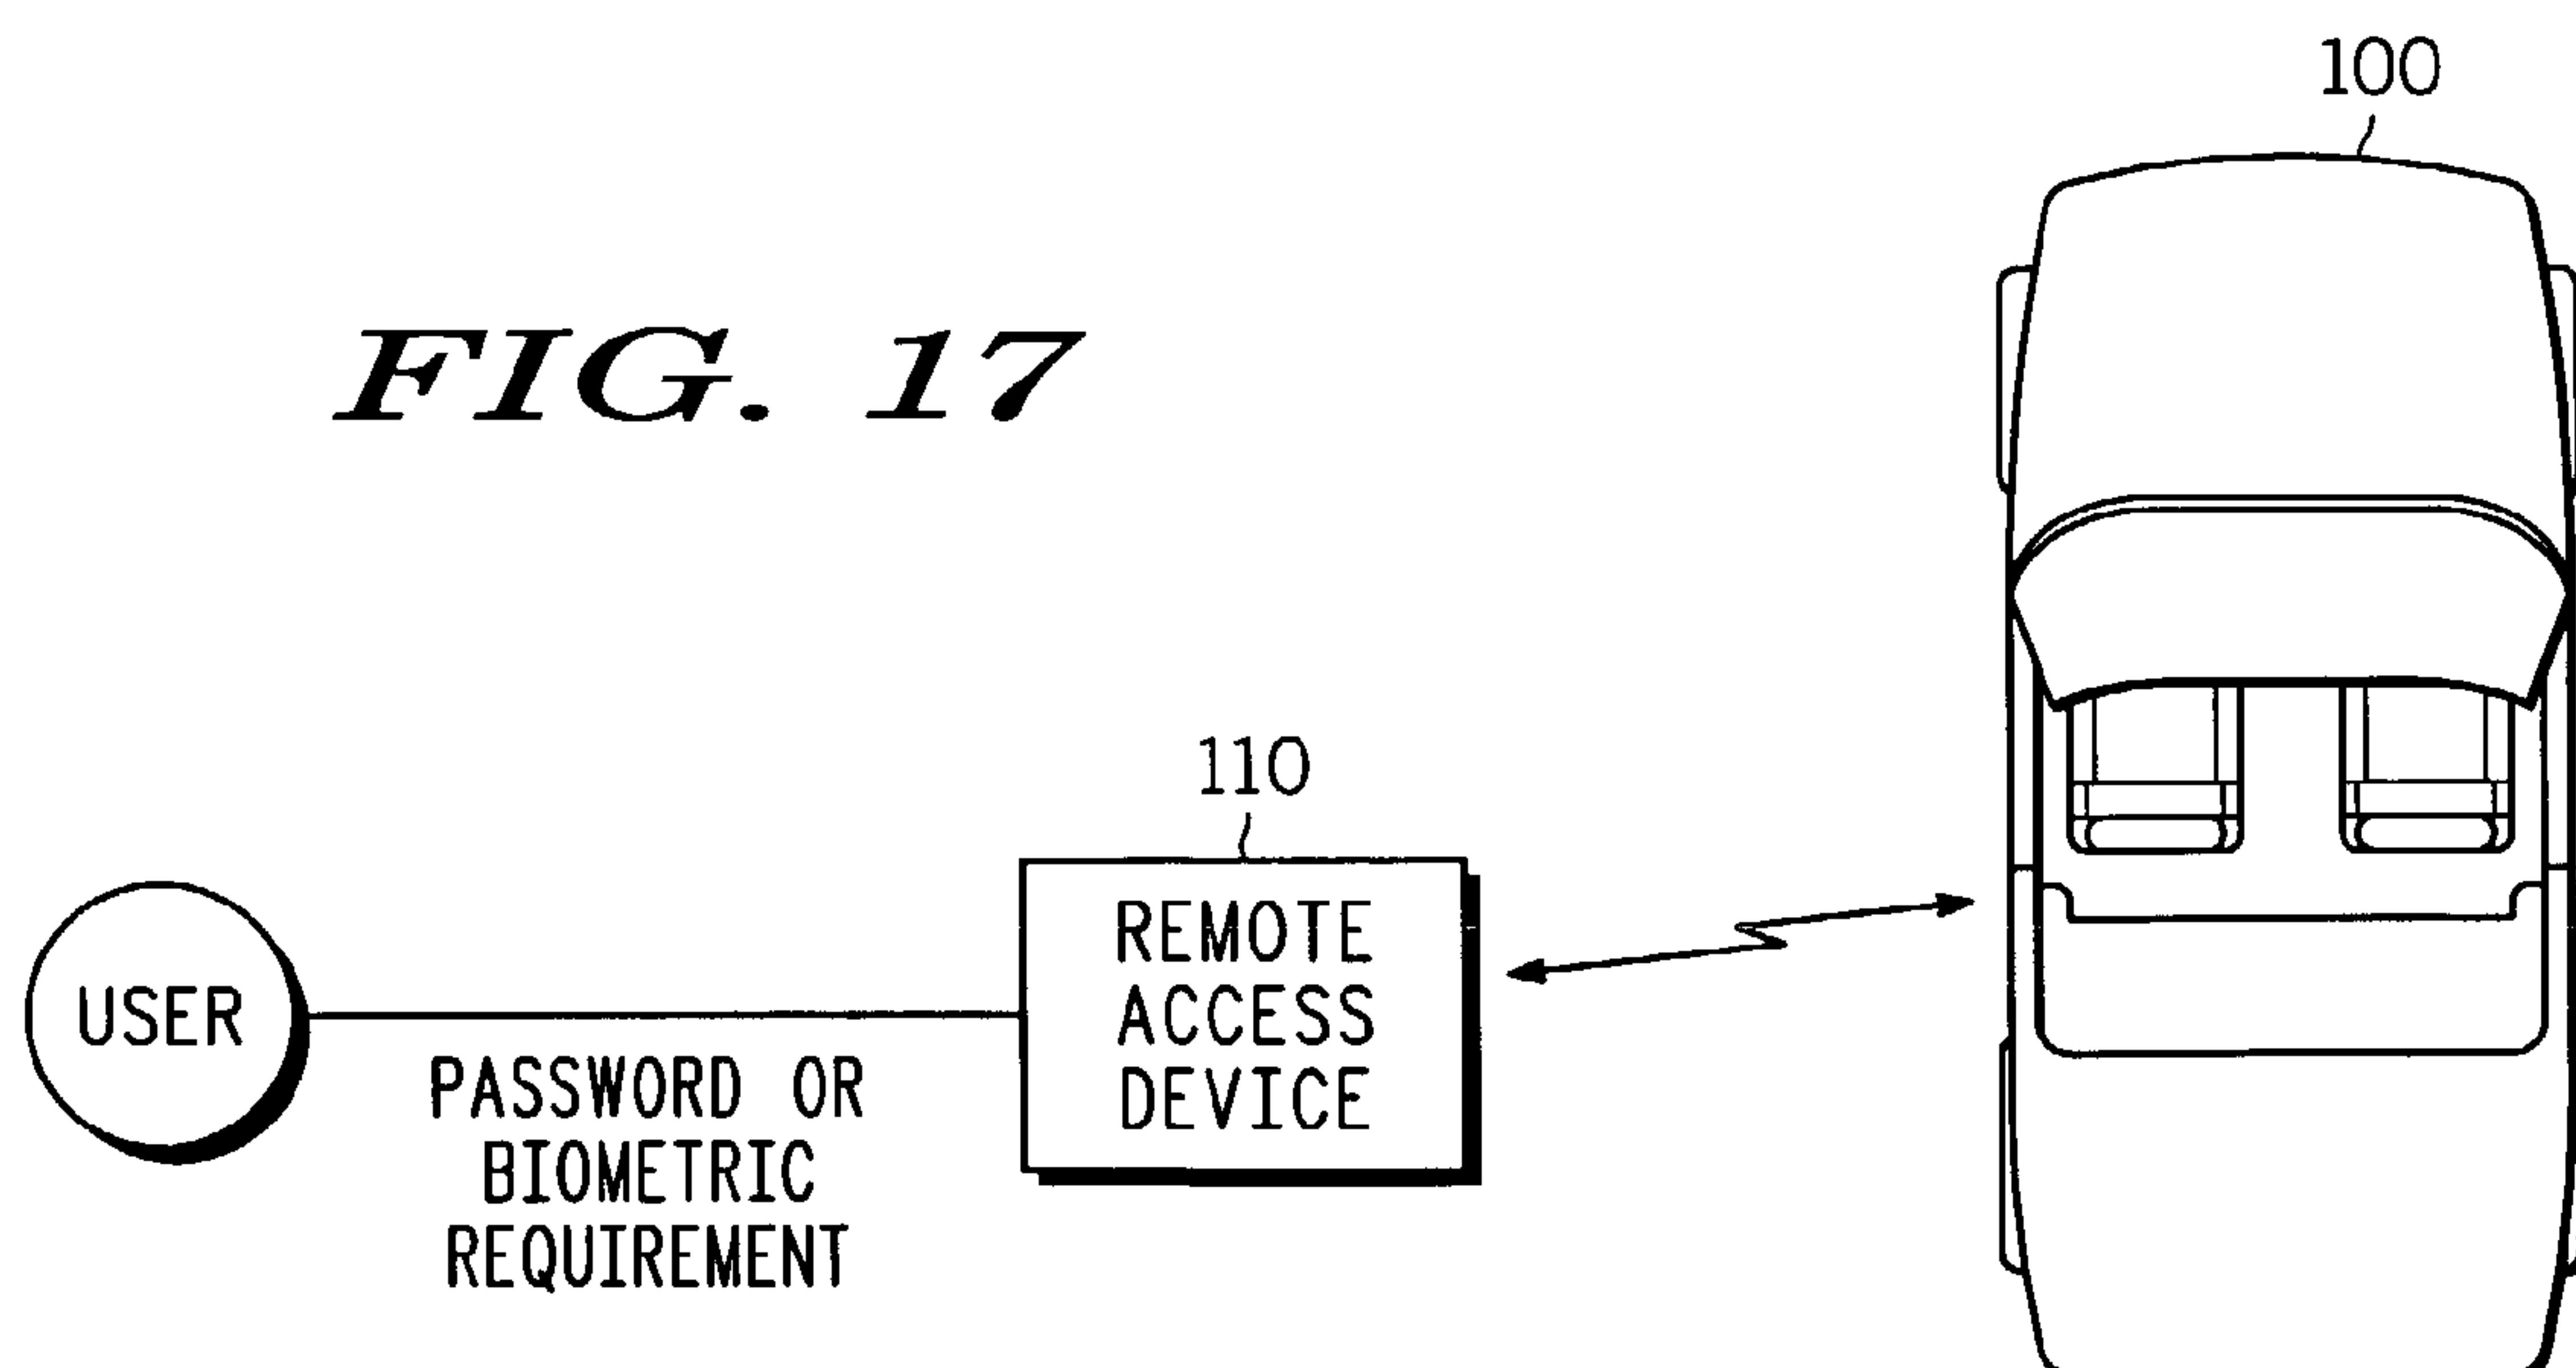 100
FIG. 17
110
REMOTE
ACCESS
DEVICE
USER
PASSWORD OR
BIOMETRIC
REQUIREMENT